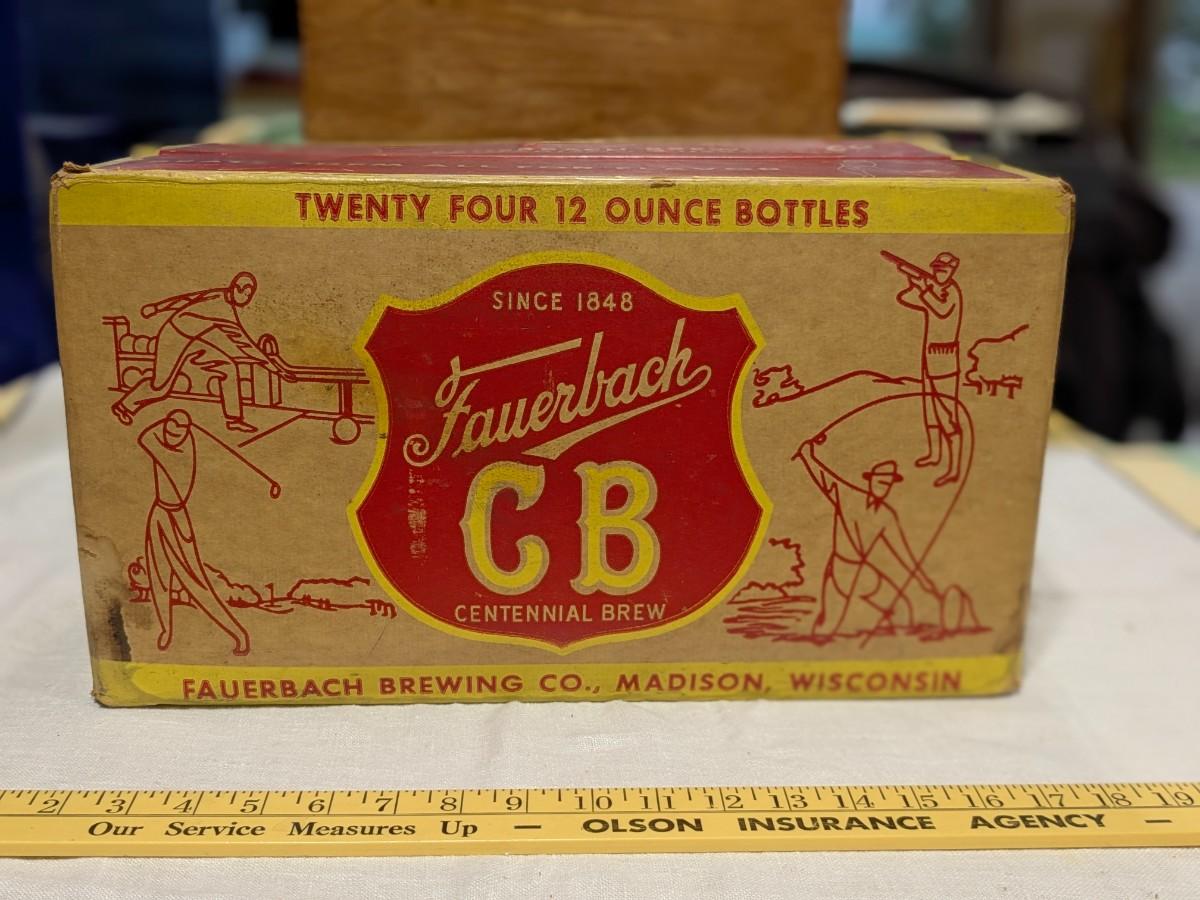 TWENTY FOUR 12 OUNCE BOTTLES
SINCE 1848
Fauerbach
CB
CENTENNIAL BREW
FAUERBACH BREWING CO., MADISON, WISCONSIN
2 3 4 5 6 7 8 9 10 11 12 13 14 15 16 17 18 19
Our Service Measures Up — OLSON INSURANCE AGENCY —